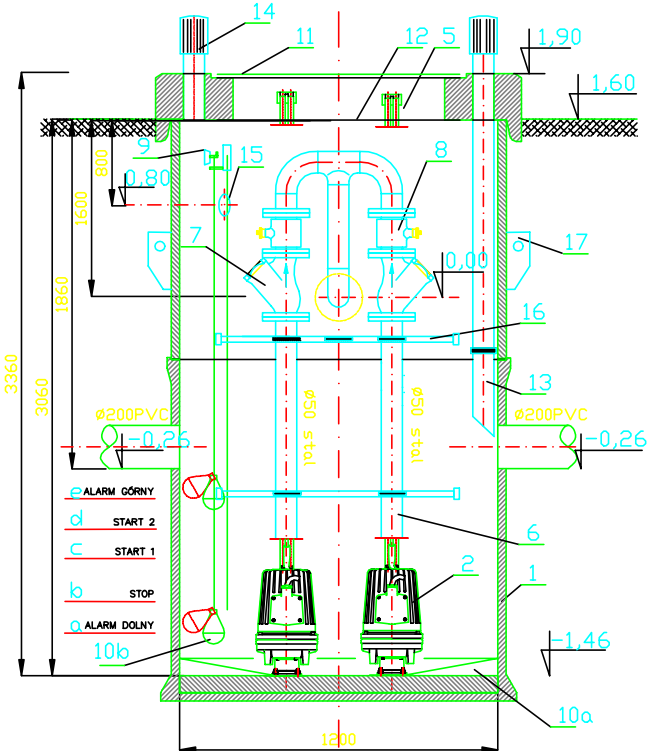 14
11
12
5
1,90
1,60
9
15
8
800
0,80
1600
7
0,00
17
1860
16
3360
3060
13
Ø200PVC
Ø50 stal
Ø50 stal
Ø200PVC
-0,26
-0,26
e ALARM GÓRNY
d START 2
c START 1
6
2
1
b STOP
a ALARM DOLNY
10b
-1,46
10a
1200